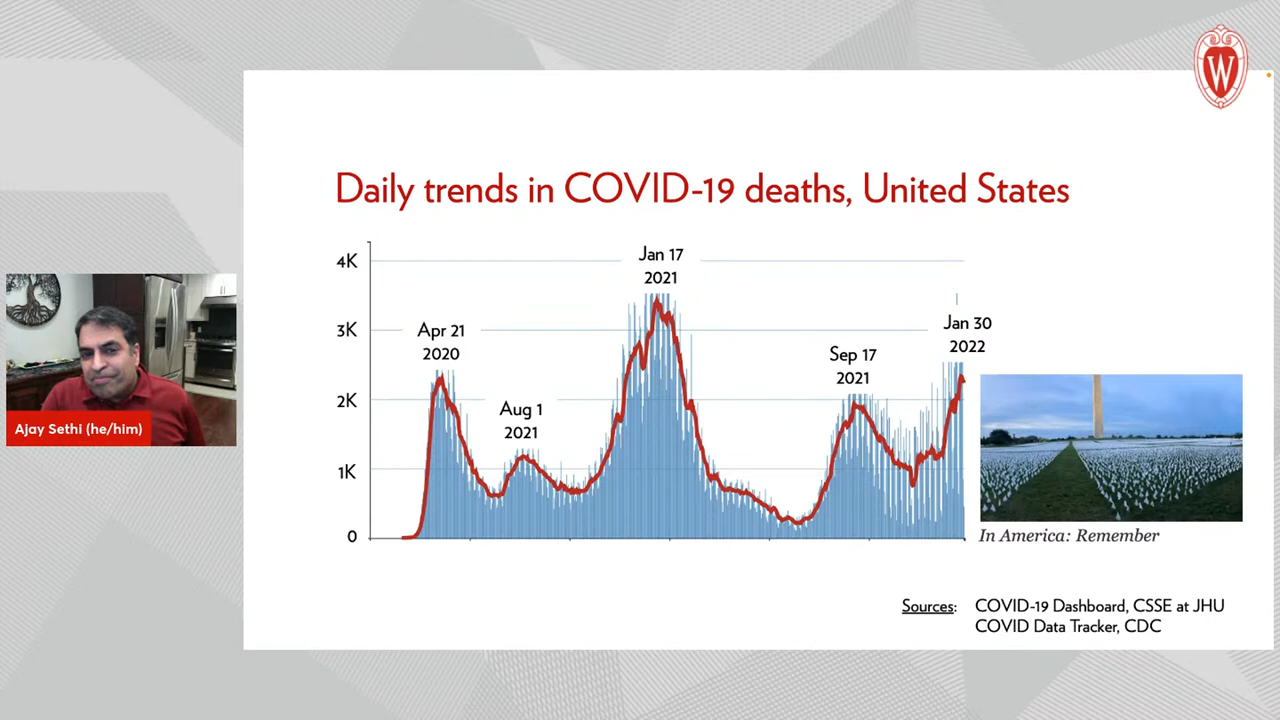 W
Daily trends in COVID-19 deaths, United States
4K
3K
2K
1K
0
Apr 21
2020
Aug 1
2021
Jan 17
2021
Sep 17
2021
Jan 30
2022
Ajay Sethi (he/him)
In America: Remember
Sources: COVID-19 Dashboard, CSSE at JHU
COVID Data Tracker, CDC